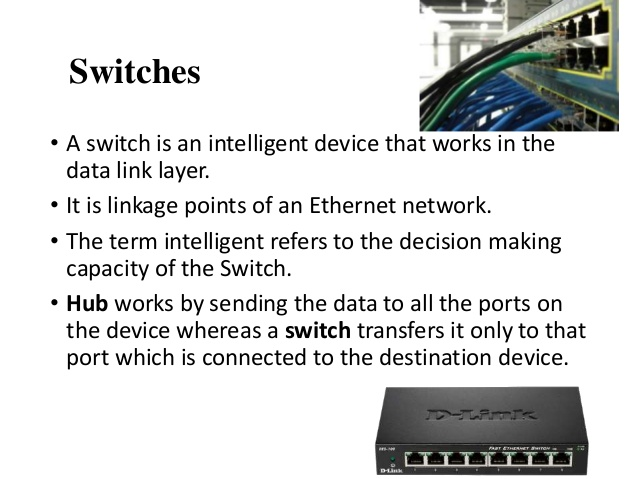 Switches
• A switch is an intelligent device that works in the
data link layer.
• It is linkage points of an Ethernet network.
• The term intelligent refers to the decision making
capacity of the Switch.
• Hub works by sending the data to all the ports on
the device whereas a switch transfers it only to that
port which is connected to the destination device.
D-Link
FAST ETHERNET SWITCH
D-Link